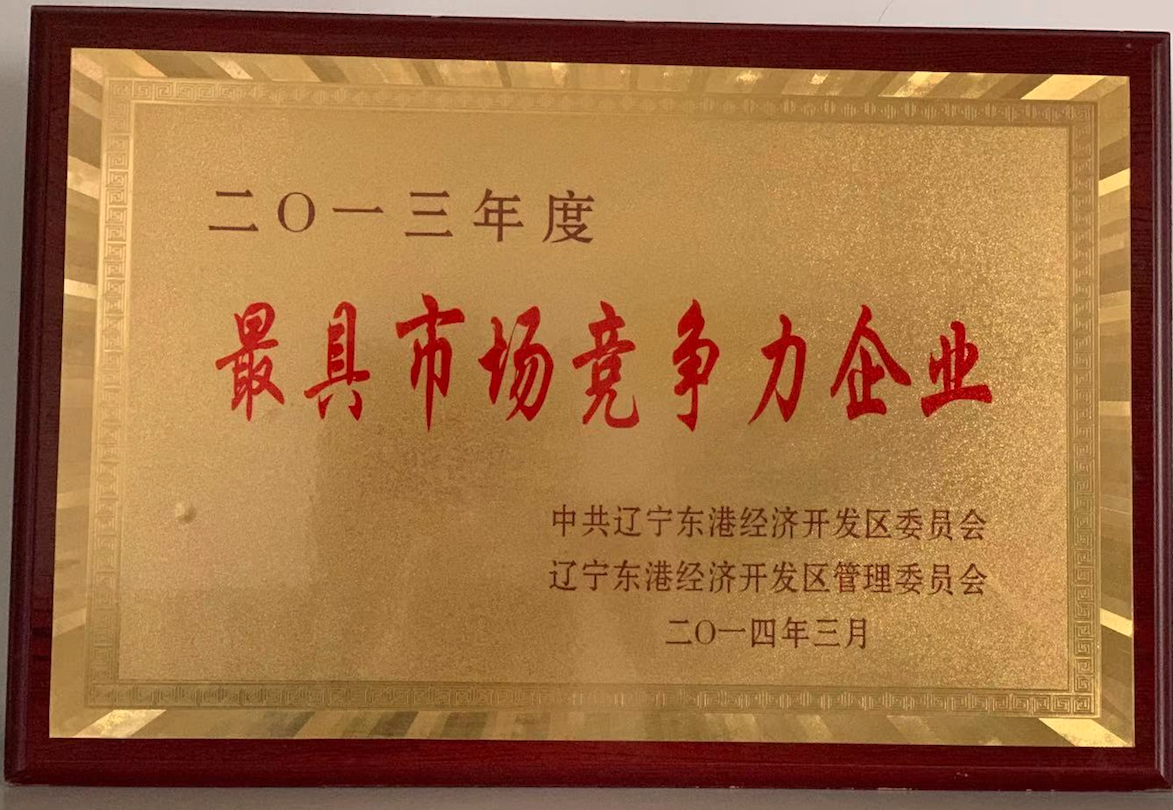 二〇一三年度
最具市场竞争力企业
中共辽宁东港经济开发区委员会
辽宁东港经济开发区管理委员会
二〇一四年三月